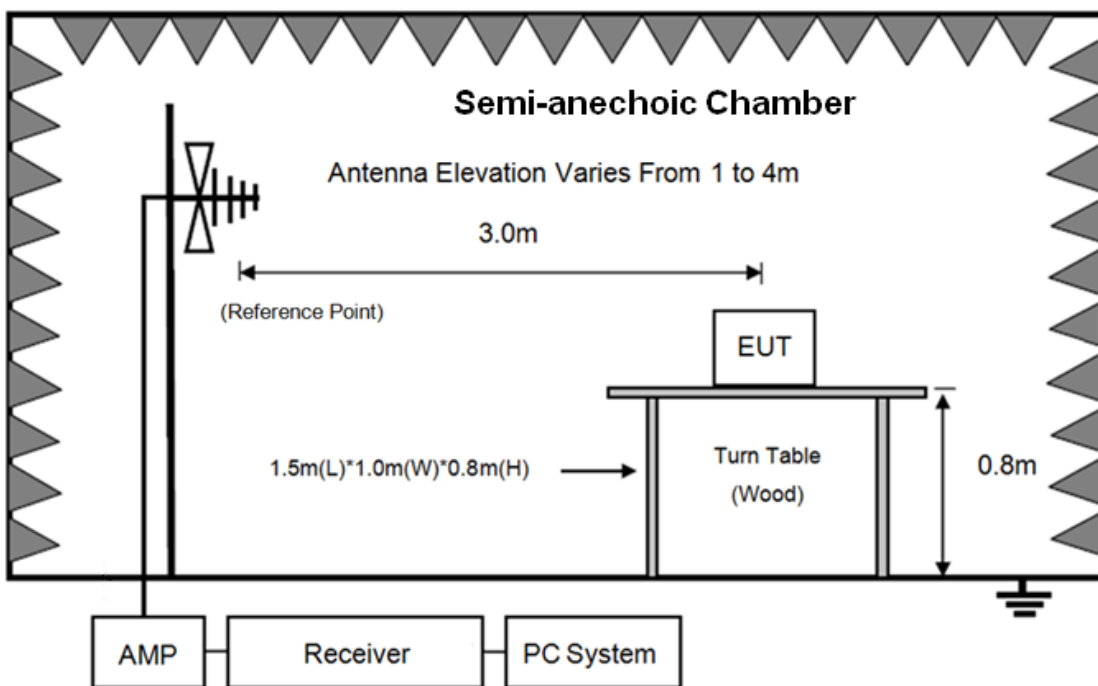 Semi-anechoic Chamber
Antenna Elevation Varies From 1 to 4m
3.0m
(Reference Point)
EUT
1.5m(L)*1.0m(W)*0.8m(H)
Turn Table
(Wood)
0.8m
AMP
Receiver
PC System